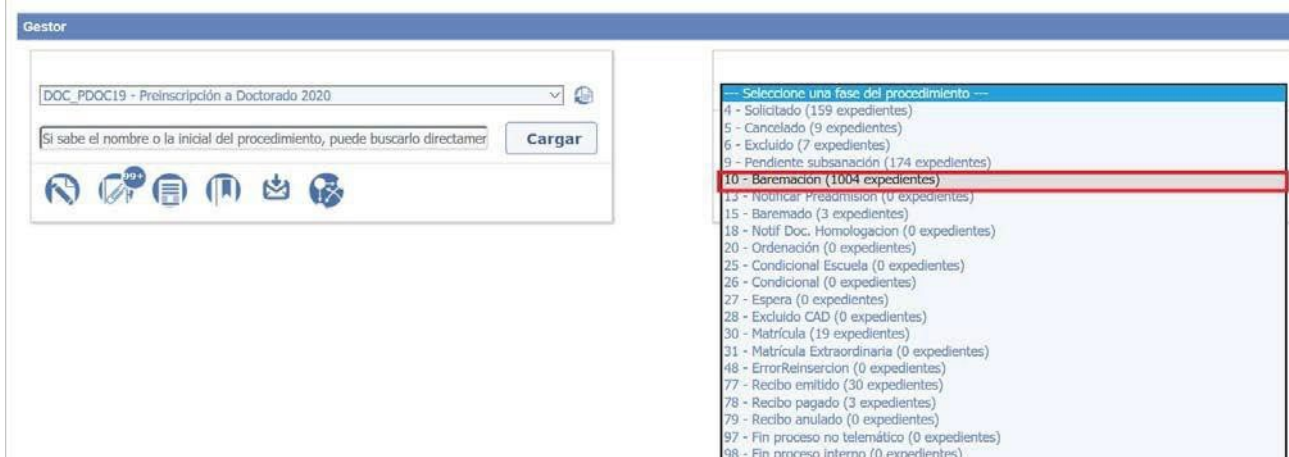 Gestor
DOC_PDOC19 - Preinscripción a Doctorado 2020
Si sabe el nombre o la inicial del procedimiento, puede buscarlo directamer
Cargar
99+
--- Seleccione una fase del procedimiento ---
4 - Solicitado (159 expedientes)
5 - Cancelado (9 expedientes)
6 - Excluido (7 expedientes)
9 - Pendiente subsanación (174 expedientes)
10 - Baremación (1004 expedientes)
13 - Notificar Preadmisión (0 expedientes)
15 - Baremado (3 expedientes)
18 - Notif Doc. Homologacion (0 expedientes)
20 - Ordenación (0 expedientes)
25 - Condicional Escuela (0 expedientes)
26 - Condicional (0 expedientes)
27 - Espera (0 expedientes)
28 - Excluido CAD (0 expedientes)
30 - Matrícula (19 expedientes)
31 - Matrícula Extraordinaria (0 expedientes)
48 - ErrorReinsercion (0 expedientes)
77 - Recibo emitido (30 expedientes)
78 - Recibo pagado (3 expedientes)
79 - Recibo anulado (0 expedientes)
97 - Fin proceso no telemático (0 expedientes)
98 - Fin proceso interno (0 expedientes)